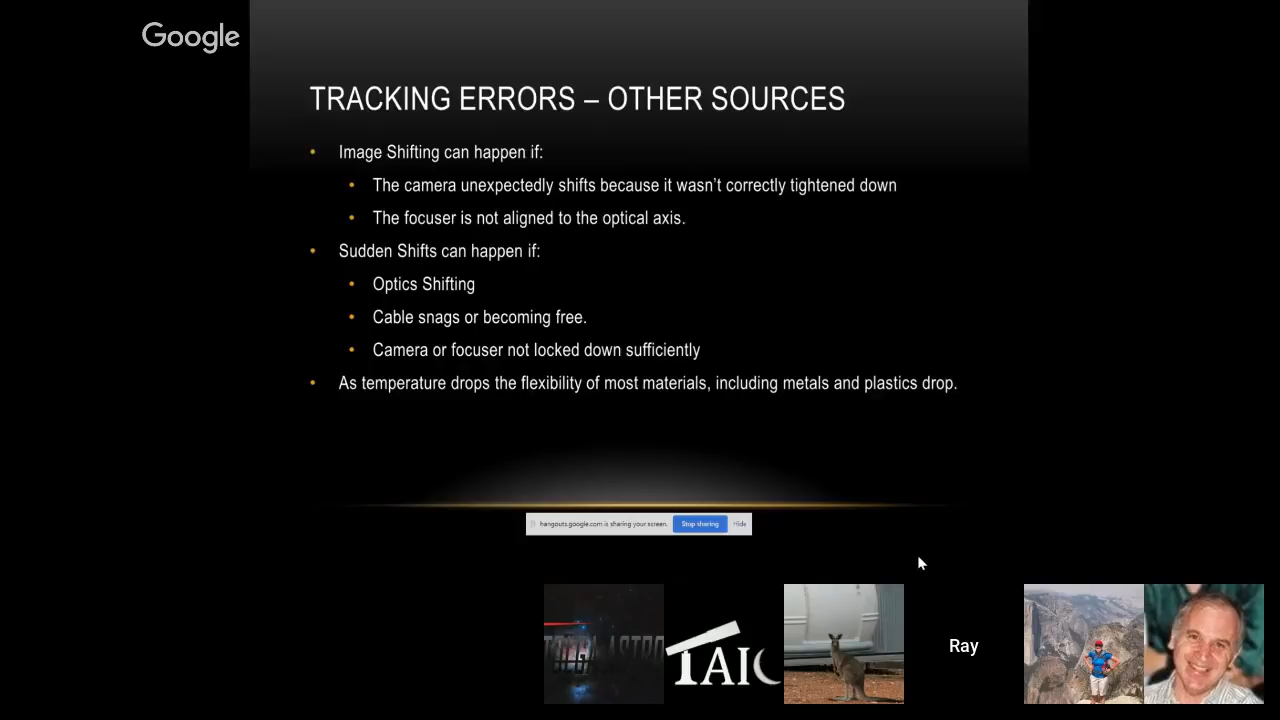 Google
TRACKING ERRORS – OTHER SOURCES
• Image Shifting can happen if:
• The camera unexpectedly shifts because it wasn't correctly tightened down
• The focuser is not aligned to the optical axis.
• Sudden Shifts can happen if:
• Optics Shifting
• Cable snags or becoming free.
• Camera or focuser not locked down sufficiently
• As temperature drops the flexibility of most materials, including metals and plastics drop.
hangouts.google.com is sharing your screen. Stop sharing Hide
TAIC
Ray